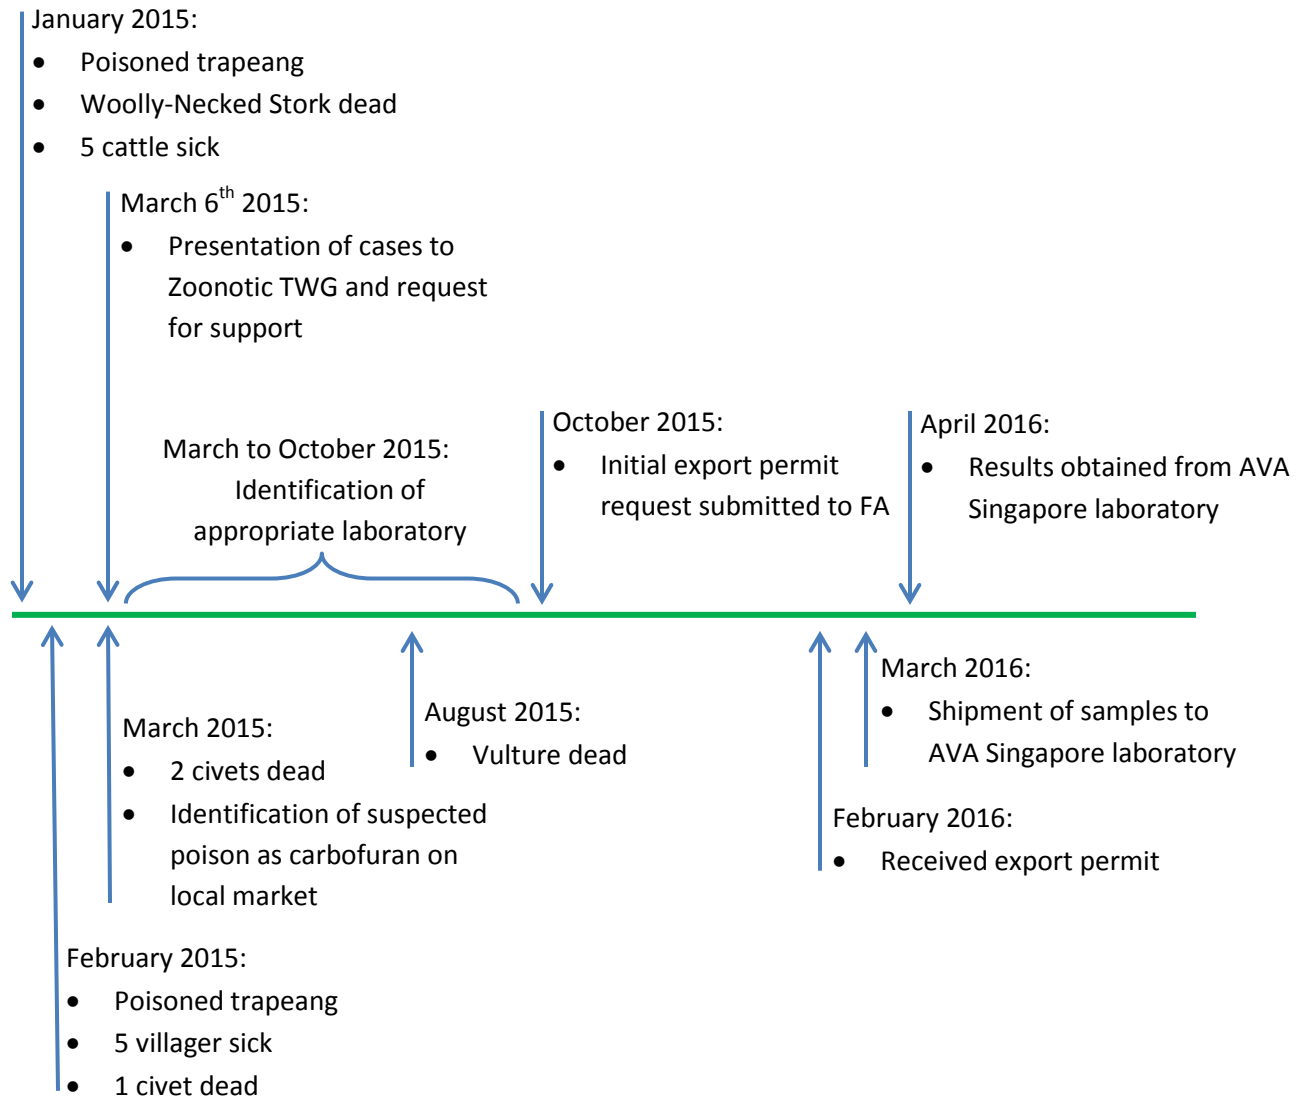 January 2015:
• Poisoned trapeang
• Woolly-Necked Stork dead
• 5 cattle sick
March 6th 2015:
• Presentation of cases to
Zoonotic TWG and request
for support
March to October 2015:
Identification of
appropriate laboratory
October 2015:
• Initial export permit
request submitted to FA
April 2016:
• Results obtained from AVA
Singapore laboratory
February 2015:
• Poisoned trapeang
• 5 villager sick
• 1 civet dead
March 2015:
• 2 civets dead
• Identification of suspected
poison as carbofuran on
local market
August 2015:
• Vulture dead
February 2016:
• Received export permit
March 2016:
• Shipment of samples to
AVA Singapore laboratory